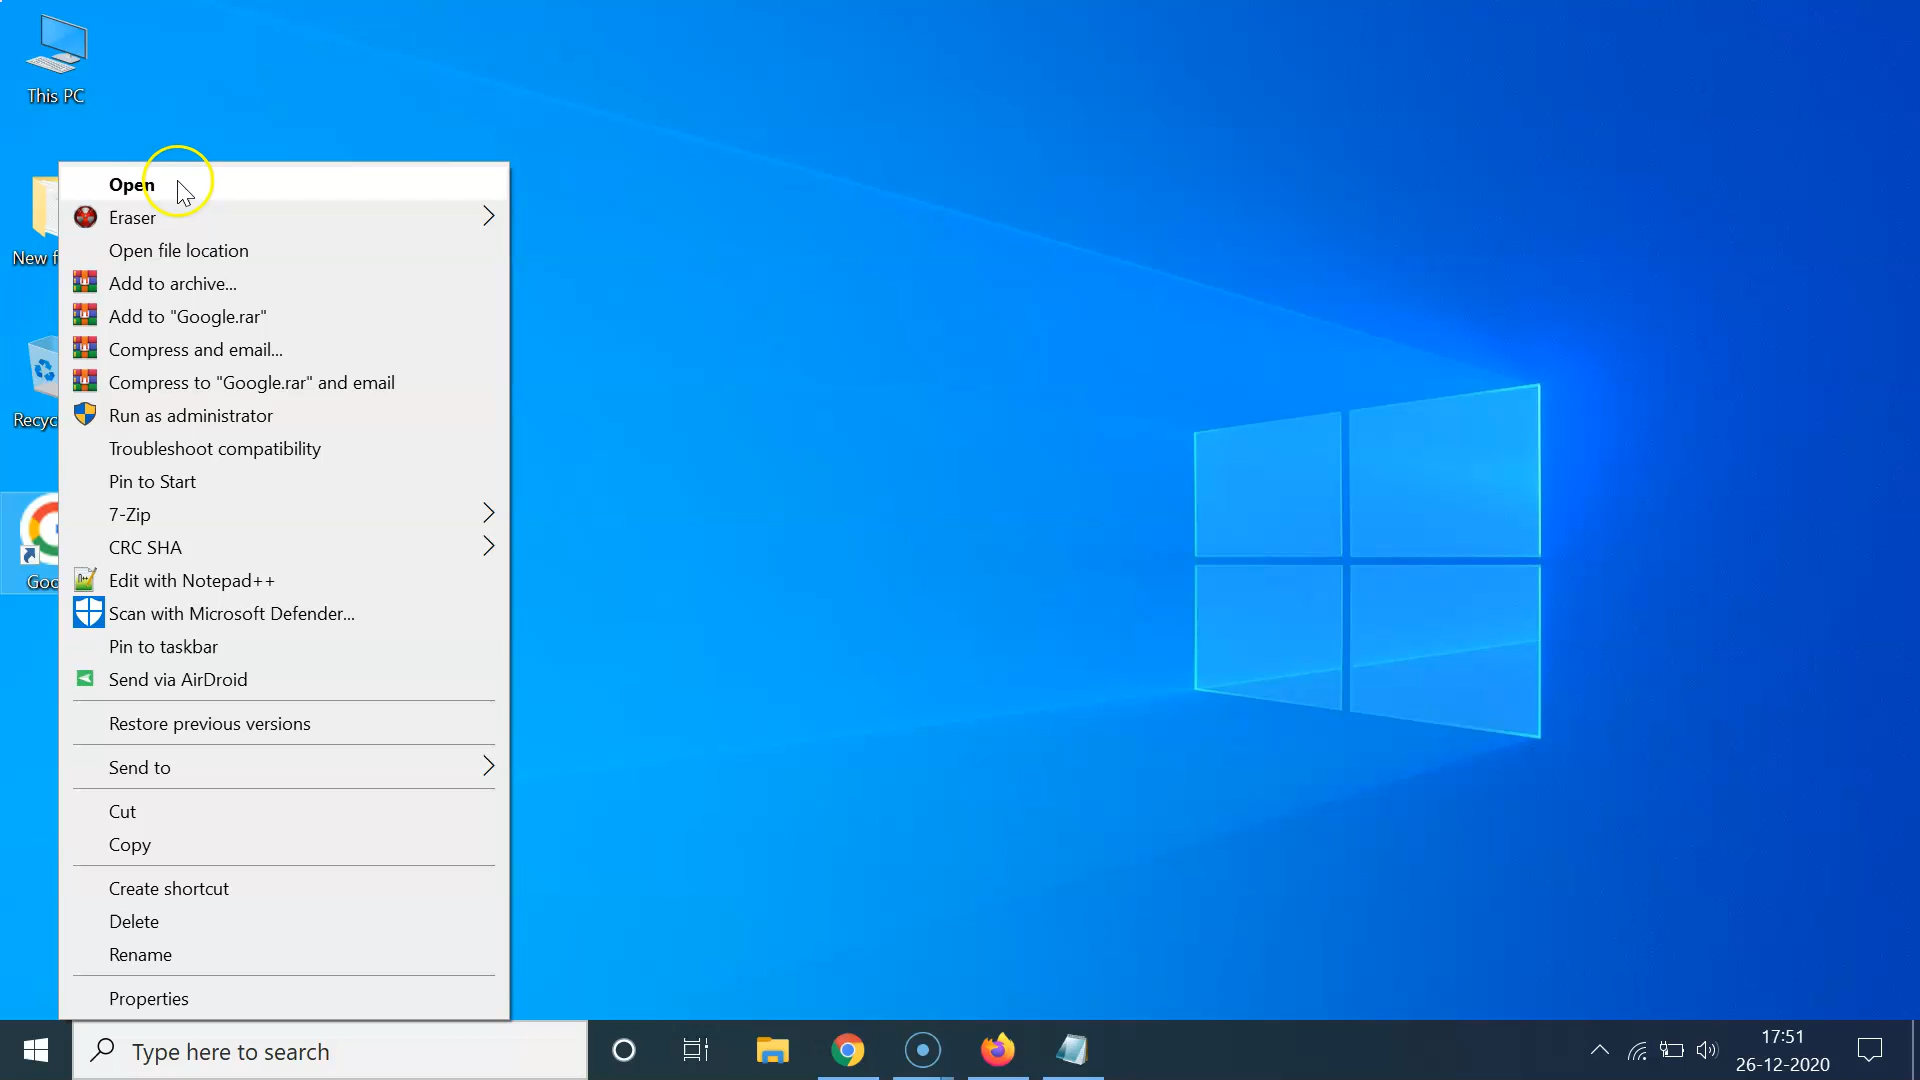 This PC
New f
Recyc
Goo
Open
Eraser
Open file location
Add to archive...
Add to "Google.rar"
Compress and email...
Compress to "Google.rar" and email
Run as administrator
Troubleshoot compatibility
Pin to Start
7-Zip
CRC SHA
Edit with Notepad++
Scan with Microsoft Defender...
Pin to taskbar
Send via AirDroid
Restore previous versions
Send to
Cut
Copy
Create shortcut
Delete
Rename
Properties
Type here to search
17:51
26-12-2020